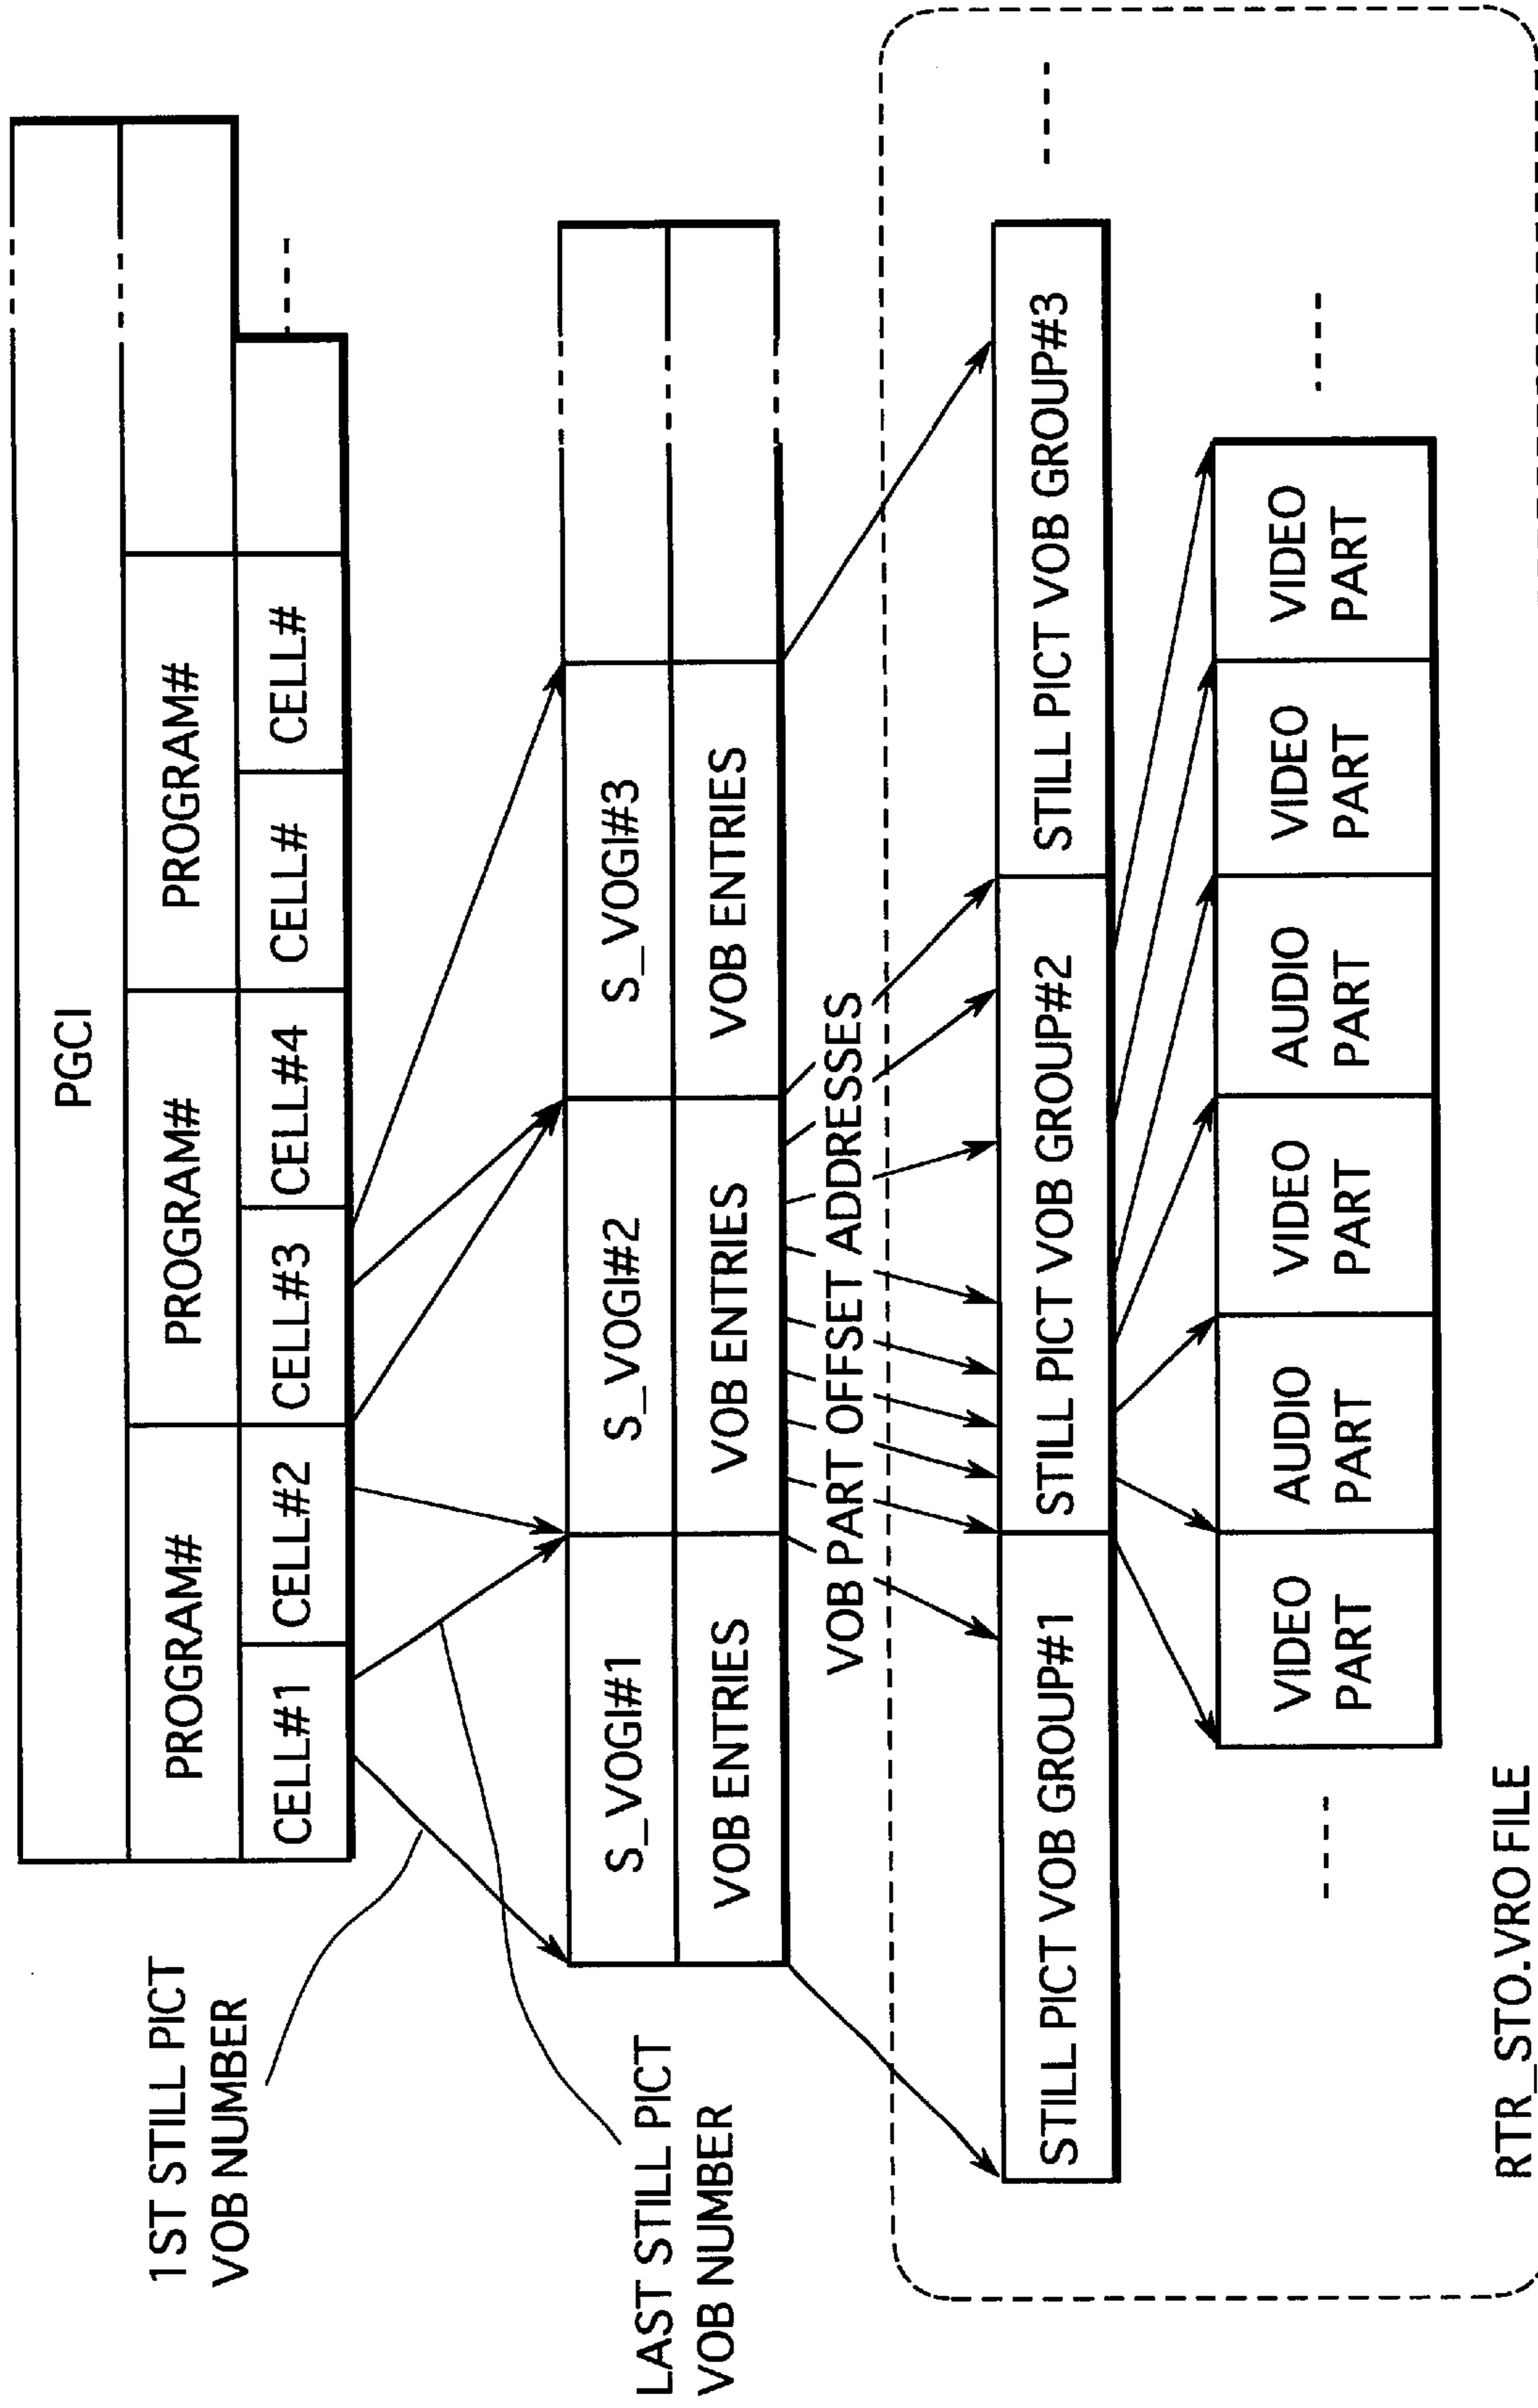 PGCI
PROGRAM#
PROGRAM#
PROGRAM#
CELL#1
CELL#2
CELL#3
CELL#4
CELL#
CELL#
1ST STILL PICT
VOB NUMBER
LAST STILL PICT
VOB NUMBER
S_VOGI#1
S_VOGI#2
S_VOGI#3
VOB ENTRIES
VOB ENTRIES
VOB ENTRIES
VOB PART OFFSET ADDRESSES
STILL PICT VOB GROUP#1
STILL PICT VOB GROUP#2
STILL PICT VOB GROUP#3
VIDEO
PART
AUDIO
PART
VIDEO
PART
AUDIO
PART
VIDEO
PART
VIDEO
PART
RTR_STO.VRO FILE